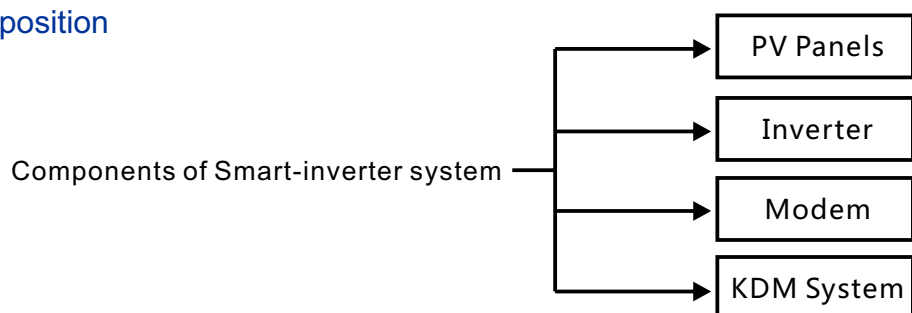 position
PV Panels
Inverter
Components of Smart-inverter system
Modem
KDM System